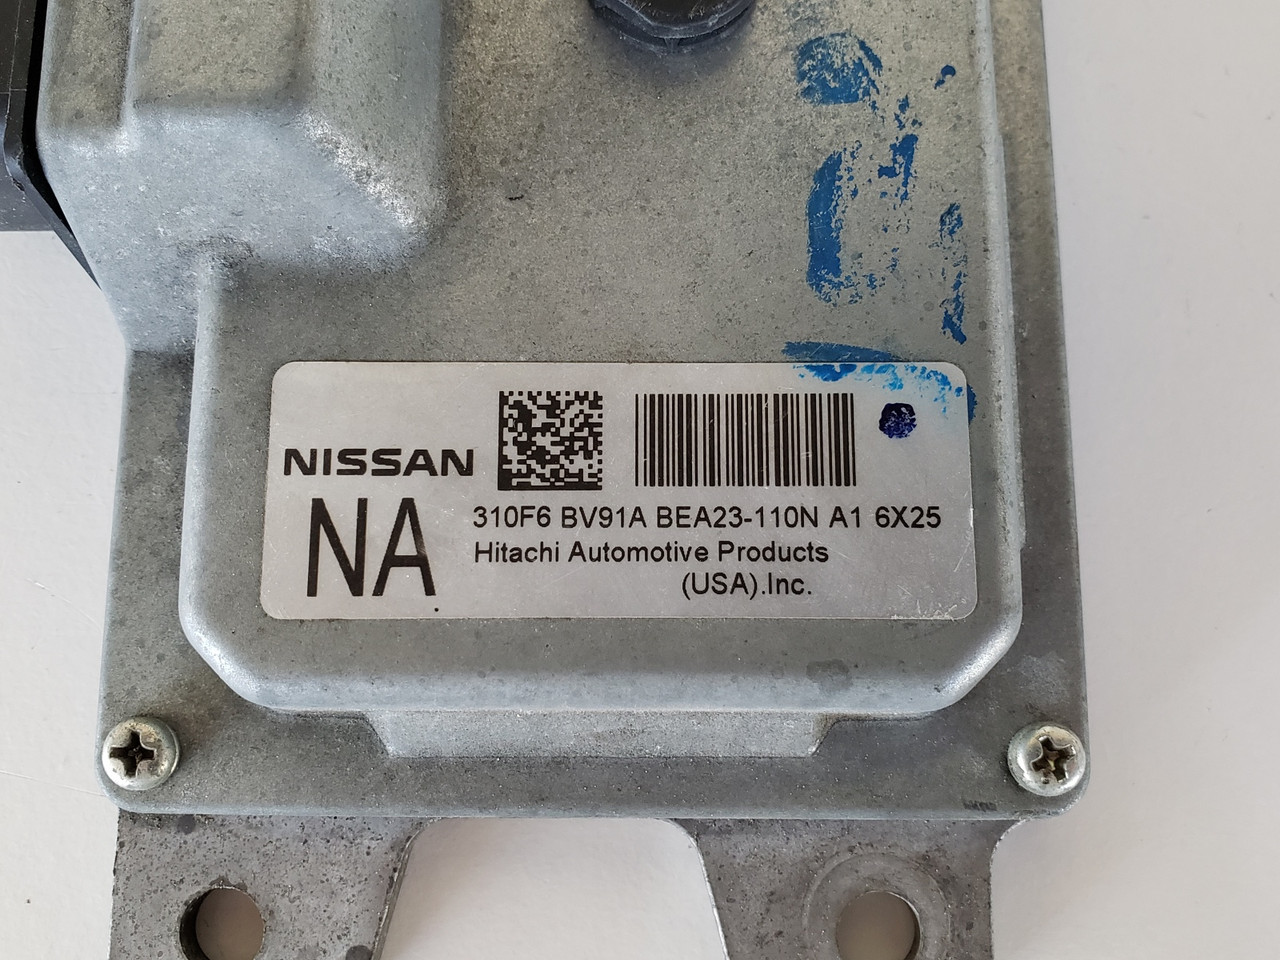 NISSAN
NA
310F6 BV91A BEA23-110N A1 6X25
Hitachi Automotive Products
(USA).Inc.